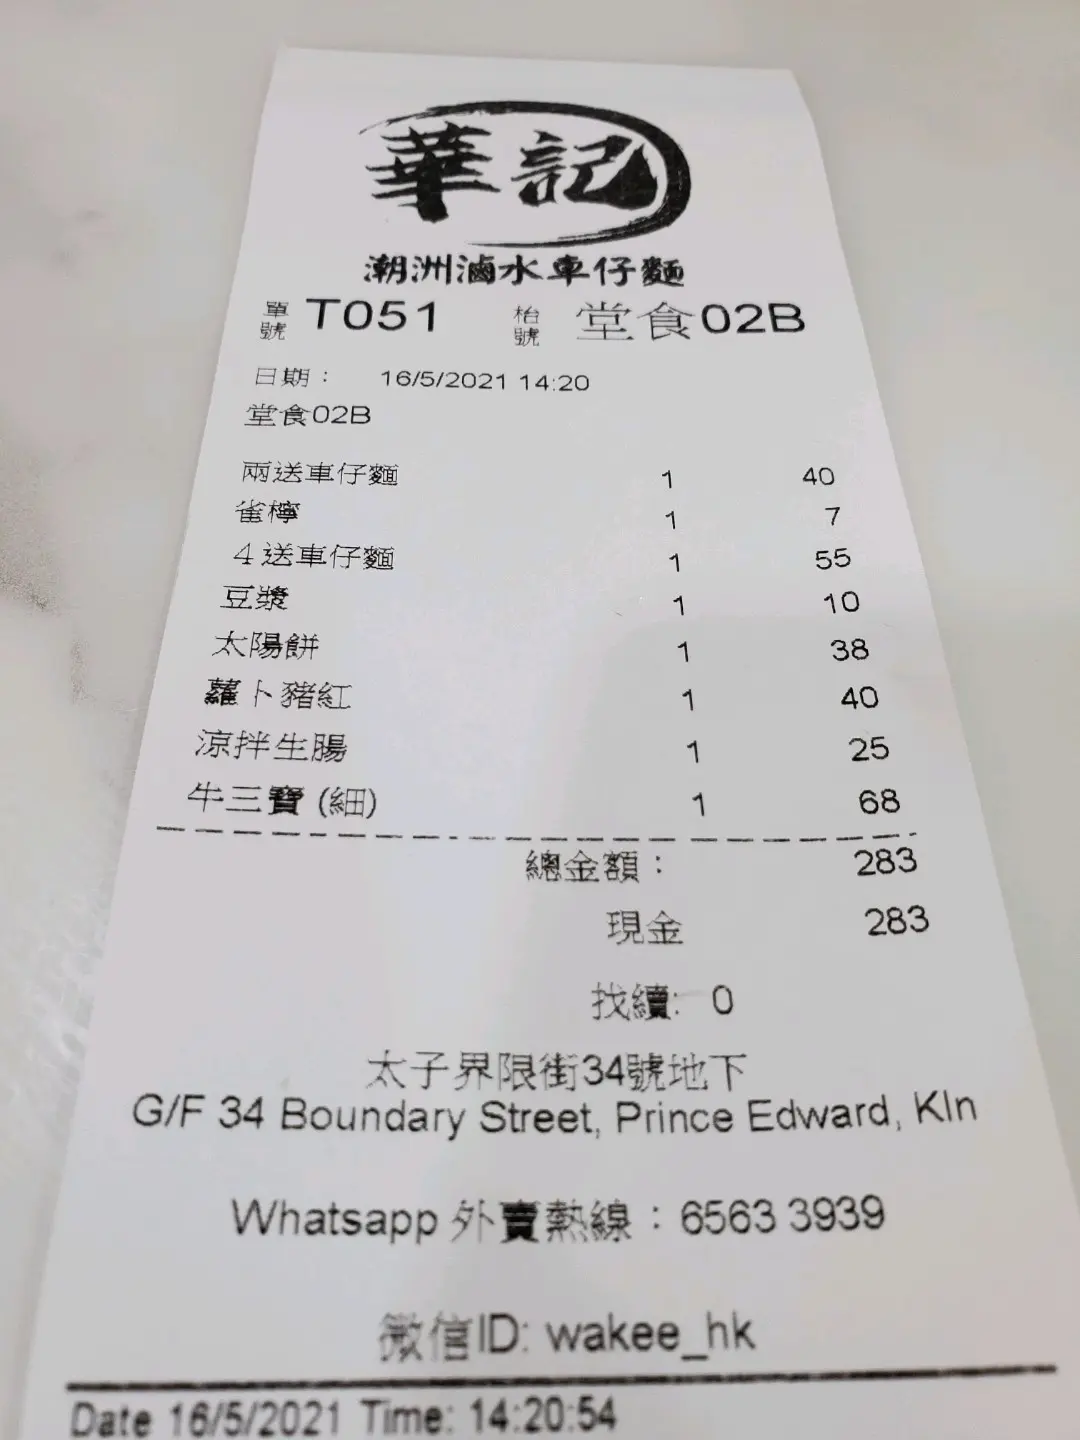 華記
潮洲滷水車仔麵
單號 T051 枱號 堂食02B
日期： 16/5/2021 14:20
堂食02B
兩送車仔麵 1 40
雀檸 1 7
4送車仔麵 1 55
豆漿 1 10
太陽餅 1 38
蘿卜豬紅 1 40
涼拌生腸 1 25
牛三寶 (細) 1 68
總金額： 283
現金 283
找續: 0
太子界限街34號地下
G/F 34 Boundary Street, Prince Edward, Kln
Whatsapp 外賣熱線：6563 3939
微信ID: wakee_hk
Date 16/5/2021 Time: 14:20:54